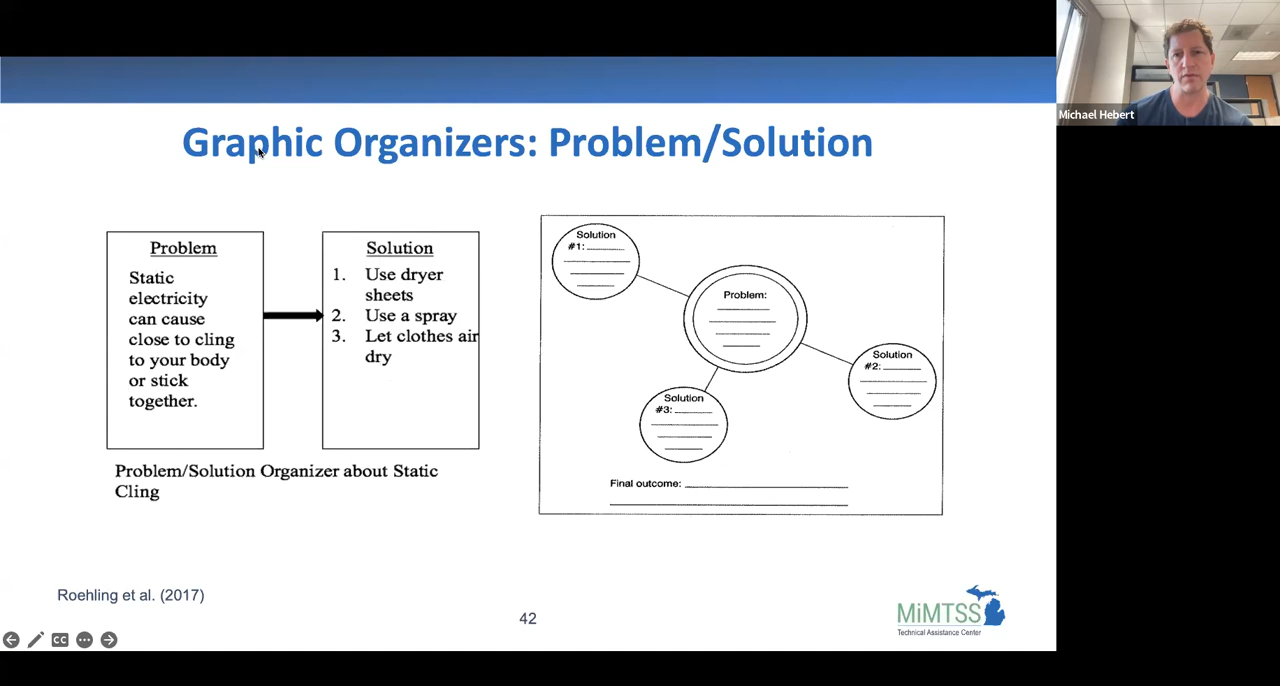 Michael Hebert
Graphic Organizers: Problem/Solution
Problem
Static
electricity
can cause
close to cling
to your body
or stick
together.
Solution
1. Use dryer
sheets
2. Use a spray
3. Let clothes air
dry
Problem/Solution Organizer about Static
Cling
Solution
#1:
Problem:
Solution
#2:
Solution
#3:
Final outcome:
Roehling et al. (2017)
42
MiMTSS
Technical Assistance Center
CC